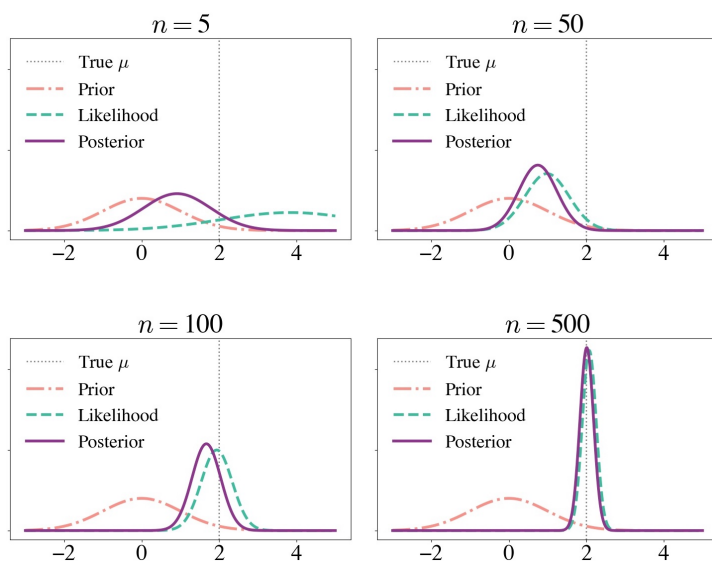 n = 5
True μ
Prior
Likelihood
Posterior
−2 0 2 4
n = 50
True μ
Prior
Likelihood
Posterior
−2 0 2 4
n = 100
True μ
Prior
Likelihood
Posterior
−2 0 2 4
n = 500
True μ
Prior
Likelihood
Posterior
−2 0 2 4